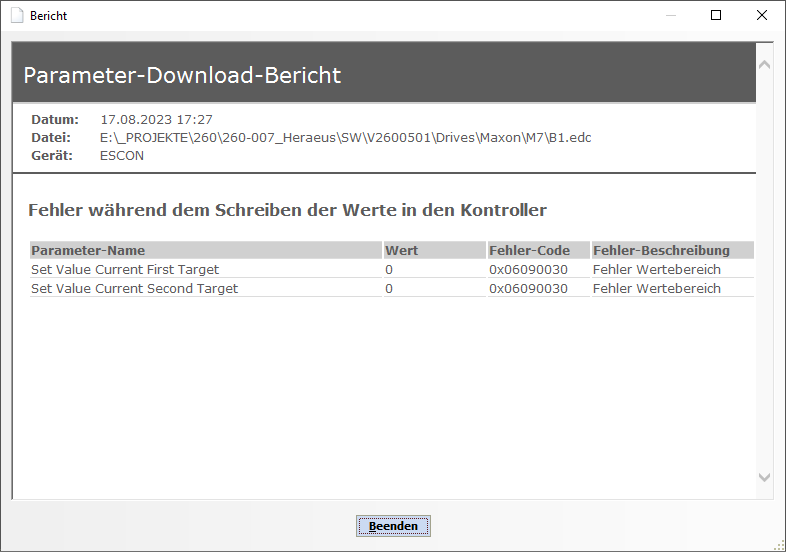 Bericht
Parameter-Download-Bericht
Datum: 17.08.2023 17:27
Datei: E:\_PROJEKTE\260\260-007_Heraeus\SW\V2600501\Drives\Maxon\M7\B1.edc
Gerät: ESCON
Fehler während dem Schreiben der Werte in den Kontroller
Parameter-Name Wert Fehler-Code Fehler-Beschreibung
Set Value Current First Target 0 0x06090030 Fehler Wertebereich
Set Value Current Second Target 0 0x06090030 Fehler Wertebereich
Beenden